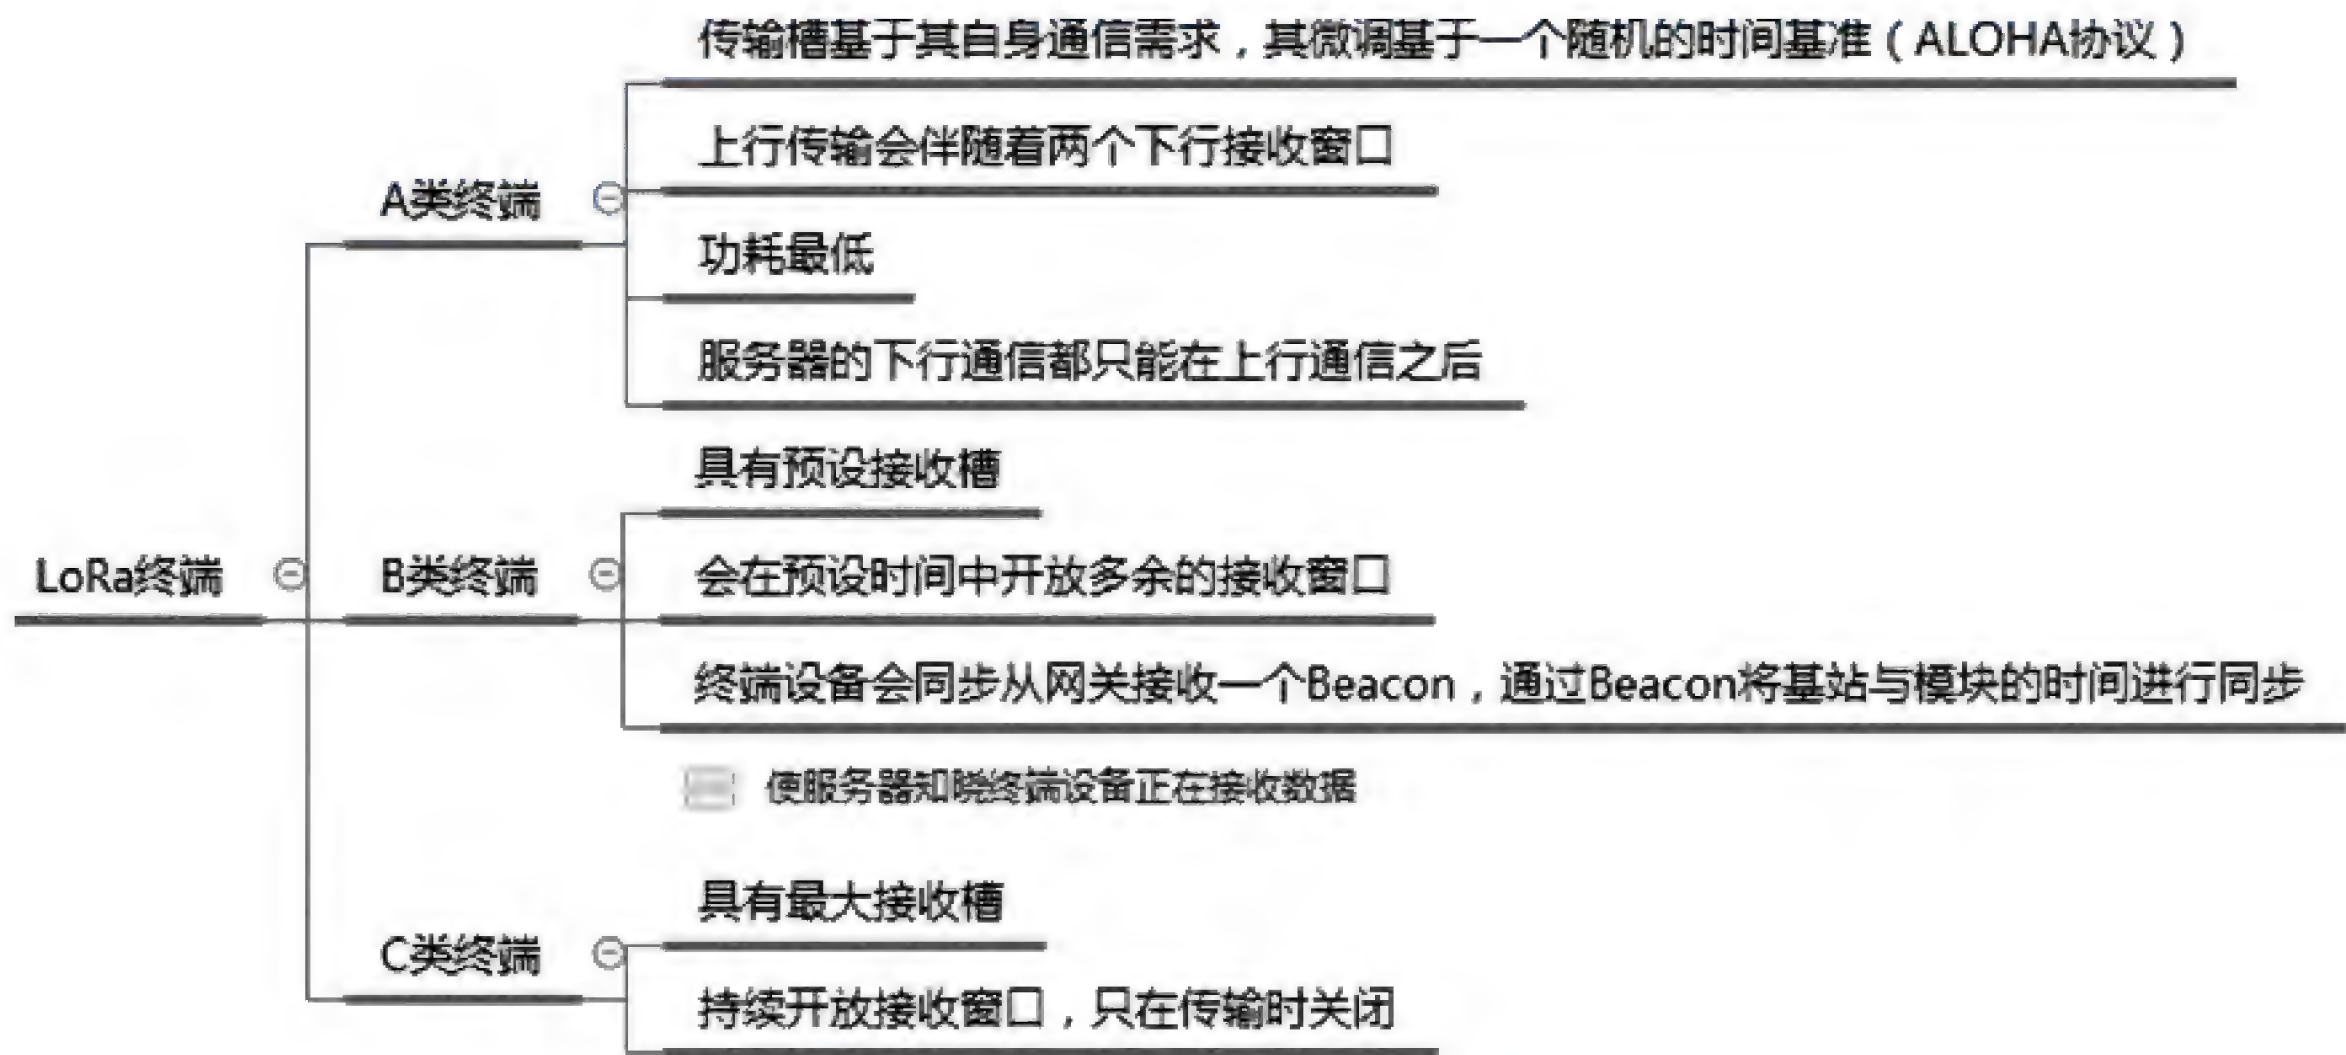 传输槽基于其自身通信需求，其微调基于一个随机的时间基准（ALOHA协议）
上行传输会伴随着两个下行接收窗口
A类终端
功耗最低
服务器的下行通信都只能在上行通信之后
具有预设接收槽
LoRa终端
B类终端
会在预设时间中开放多余的接收窗口
终端设备会同步从网关接收一个Beacon，通过Beacon将基站与模块的时间进行同步
使服务器知晓终端设备正在接收数据
具有最大接收槽
C类终端
持续开放接收窗口，只在传输时关闭